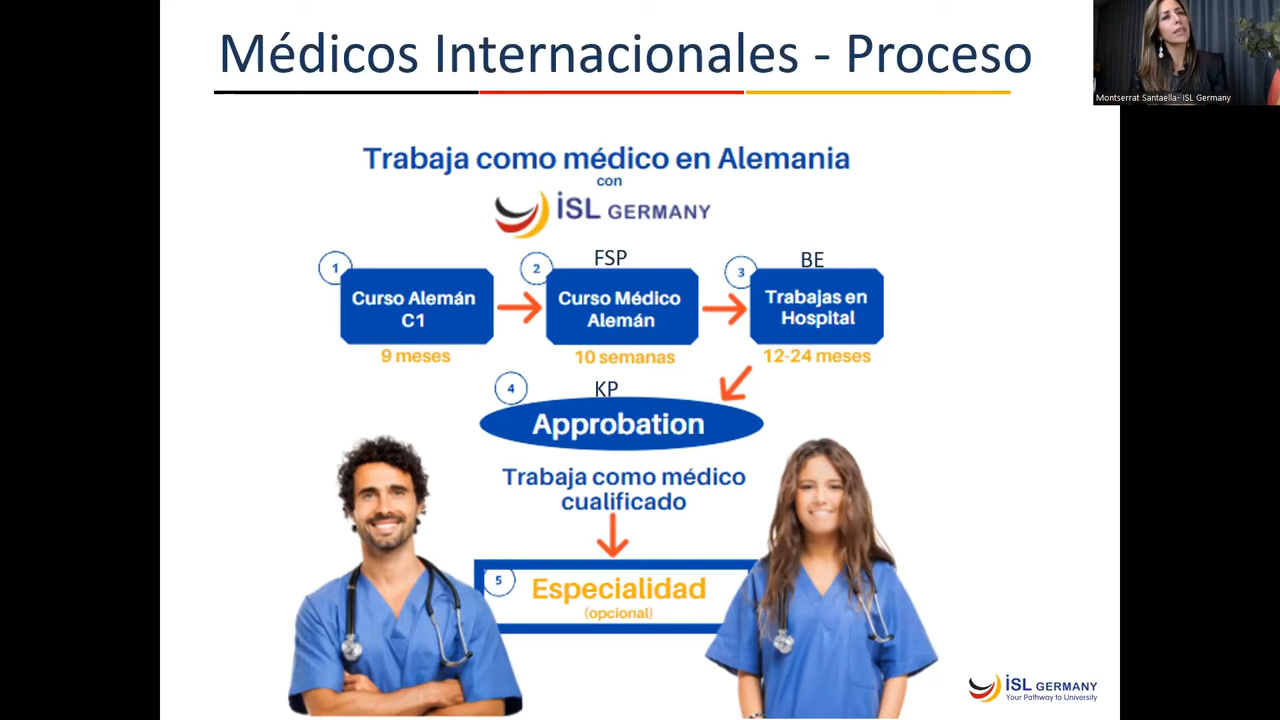 Médicos Internacionales - Proceso
Montserrat Santaella- ISL Germany
Trabaja como médico en Alemania
con
iSL GERMANY
1
Curso Alemán
C1
9 meses
2
FSP
Curso Médico
Alemán
10 semanas
3
BE
Trabajas en
Hospital
12-24 meses
4
KP
Approbation
Trabaja como médico
cualificado
5
Especialidad
(opcional)
iSL GERMANY
Your Pathway to University